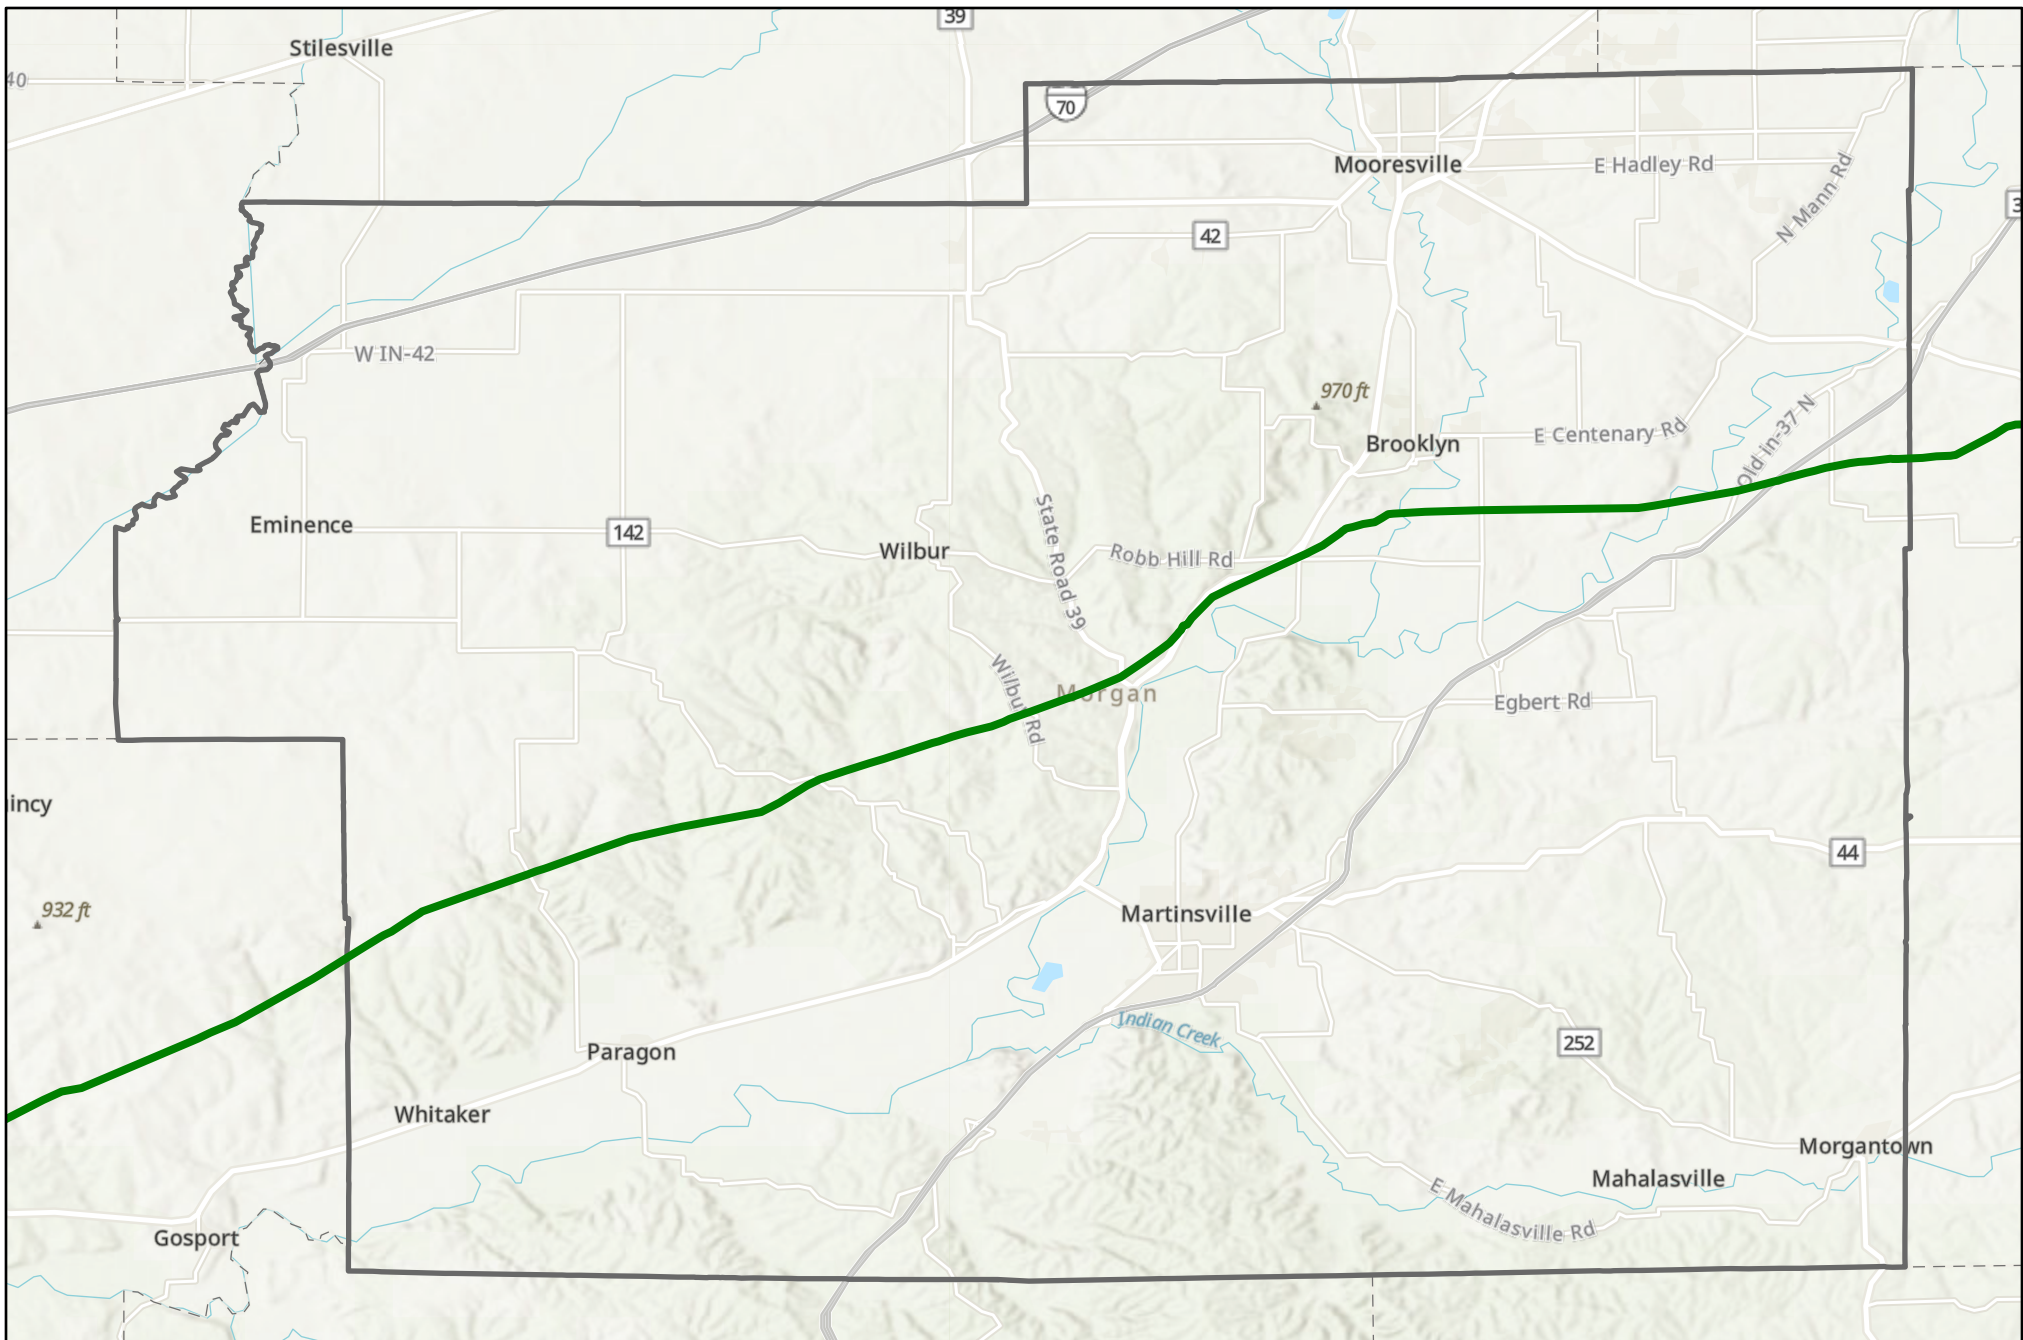 39
Stilesville
40
70
Mooresville
E Hadley Rd
N Mann Rd
3
42
W IN-42
970 ft
Brooklyn
E Centenary Rd
Old in-37 N
Eminence
142
Wilbur
State Road 39
Robb Hill Rd
Wilbur Rd
Morgan
Egbert Rd
incy
44
932 ft
Martinsville
Indian Creek
252
Paragon
Whitaker
Morgantown
Mahalasville
E Mahalasville Rd
Gosport